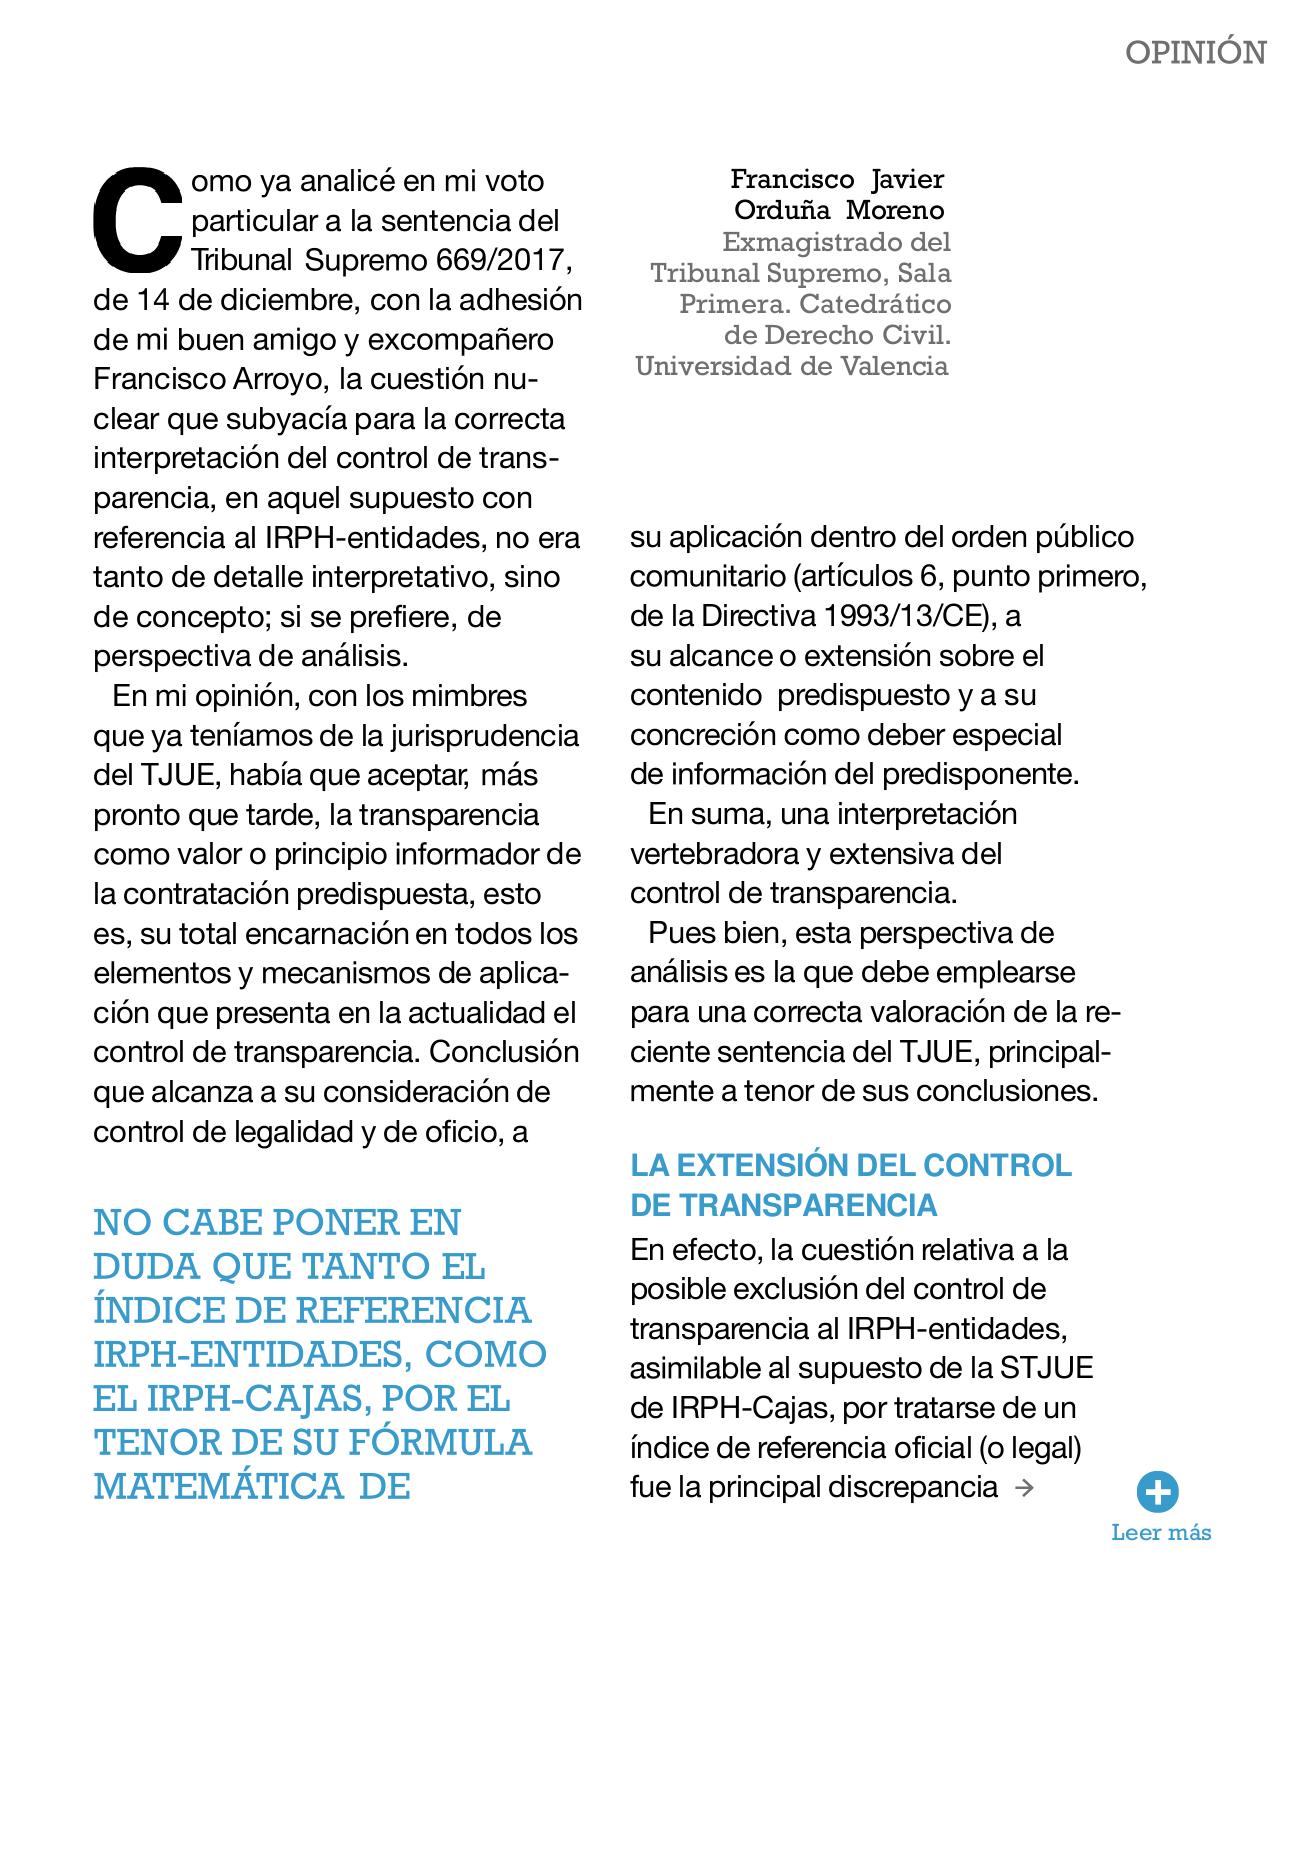 OPINIÓN
Como ya analicé en mi voto
particular a la sentencia del
Tribunal Supremo 669/2017,
de 14 de diciembre, con la adhesión
de mi buen amigo y excompañero
Francisco Arroyo, la cuestión nu-
clear que subyacía para la correcta
interpretación del control de trans-
parencia, en aquel supuesto con
referencia al IRPH-entidades, no era
tanto de detalle interpretativo, sino
de concepto; si se prefiere, de
perspectiva de análisis.
En mi opinión, con los mimbres
que ya teníamos de la jurisprudencia
del TJUE, había que aceptar, más
pronto que tarde, la transparencia
como valor o principio informador de
la contratación predispuesta, esto
es, su total encarnación en todos los
elementos y mecanismos de aplica-
ción que presenta en la actualidad el
control de transparencia. Conclusión
que alcanza a su consideración de
control de legalidad y de oficio, a
NO CABE PONER EN
DUDA QUE TANTO EL
ÍNDICE DE REFERENCIA
IRPH-ENTIDADES, COMO
EL IRPH-CAJAS, POR EL
TENOR DE SU FÓRMULA
MATEMÁTICA DE
Francisco Javier
Orduña Moreno
Exmagistrado del
Tribunal Supremo, Sala
Primera. Catedrático
de Derecho Civil.
Universidad de Valencia
su aplicación dentro del orden público
comunitario (artículos 6, punto primero,
de la Directiva 1993/13/CE), a
su alcance o extensión sobre el
contenido predispuesto y a su
concreción como deber especial
de información del predisponente.
En suma, una interpretación
vertebradora y extensiva del
control de transparencia.
Pues bien, esta perspectiva de
análisis es la que debe emplearse
para una correcta valoración de la re-
ciente sentencia del TJUE, principal-
mente a tenor de sus conclusiones.
LA EXTENSIÓN DEL CONTROL
DE TRANSPARENCIA
En efecto, la cuestión relativa a la
posible exclusión del control de
transparencia al IRPH-entidades,
asimilable al supuesto de la STJUE
de IRPH-Cajas, por tratarse de un
índice de referencia oficial (o legal)
fue la principal discrepancia →
Leer más